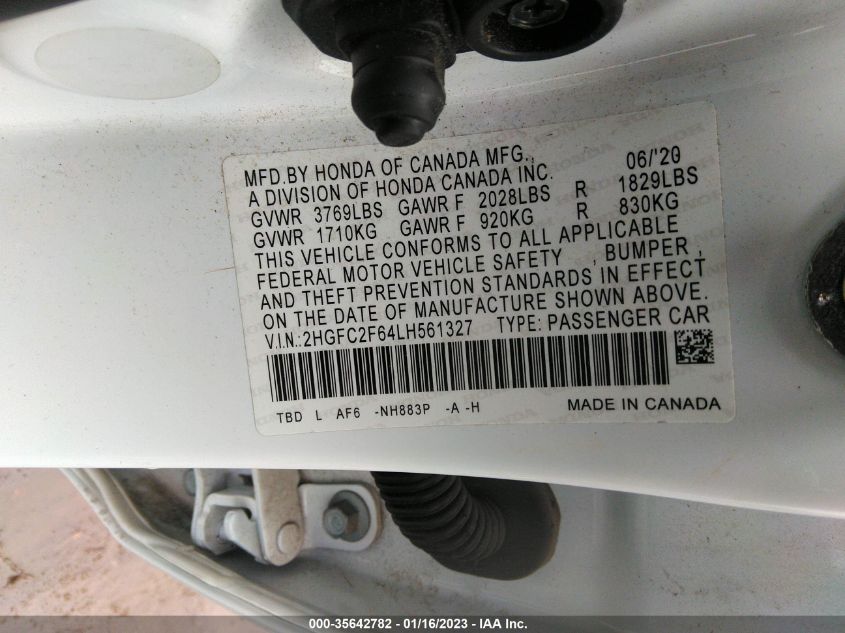 MFD.BY HONDA OF CANADA MFG., 06/'20
A DIVISION OF HONDA CANADA INC.
GVWR 3769LBS GAWR F 2028LBS R 1829LBS
GVWR 1710KG GAWR F 920KG R 830KG
THIS VEHICLE CONFORMS TO ALL APPLICABLE
FEDERAL MOTOR VEHICLE SAFETY , BUMPER ,
AND THEFT PREVENTION STANDARDS IN EFFECT
ON THE DATE OF MANUFACTURE SHOWN ABOVE.
V.I.N.:2HGFC2F64LH561327 TYPE: PASSENGER CAR
TBD L AF6 -NH883P -A -H MADE IN CANADA
000-35642782 - 01/16/2023 - IAA Inc.